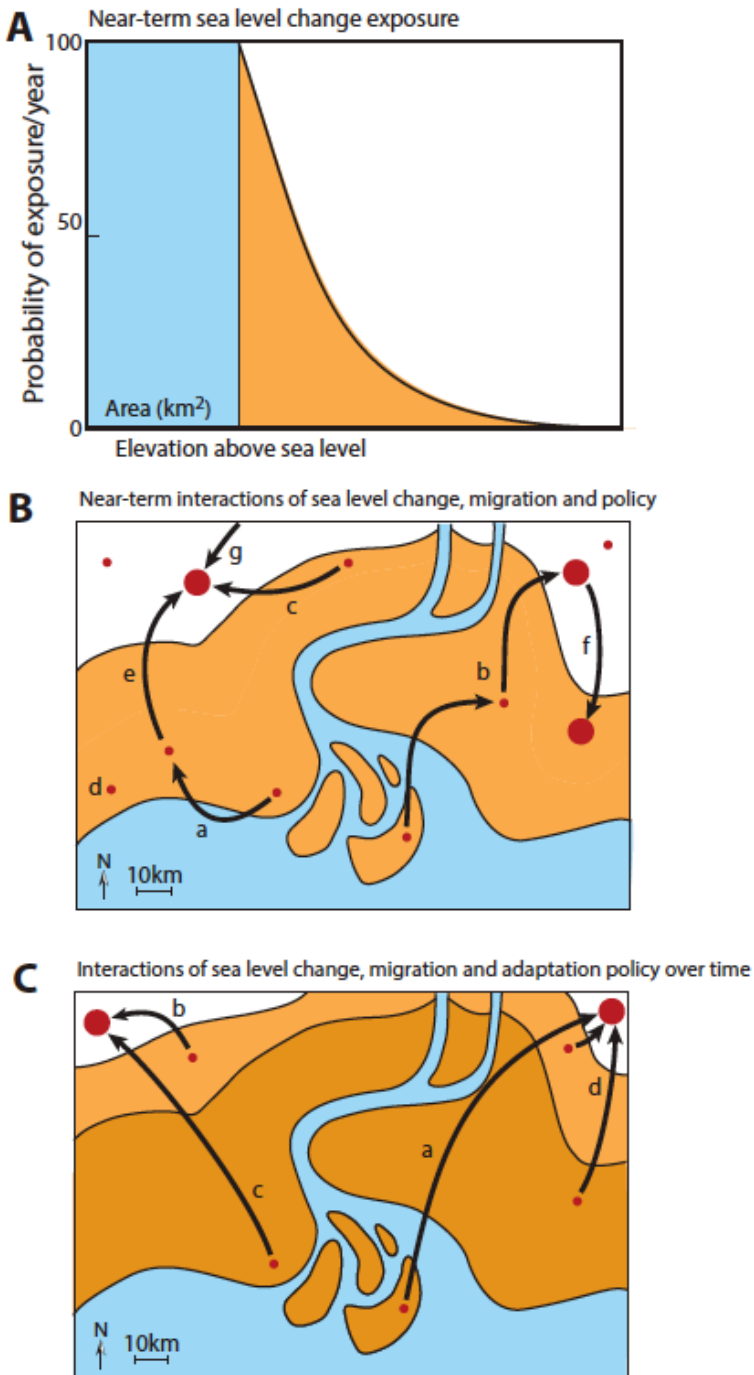 A
Near-term sea level change exposure
100
50
0
Probability of exposure/year
Area (km²)
Elevation above sea level
B
Near-term interactions of sea level change, migration and policy
g
c
e
b
f
d
a
N
10km
C
Interactions of sea level change, migration and adaptation policy over time
b
d
a
c
N
10km